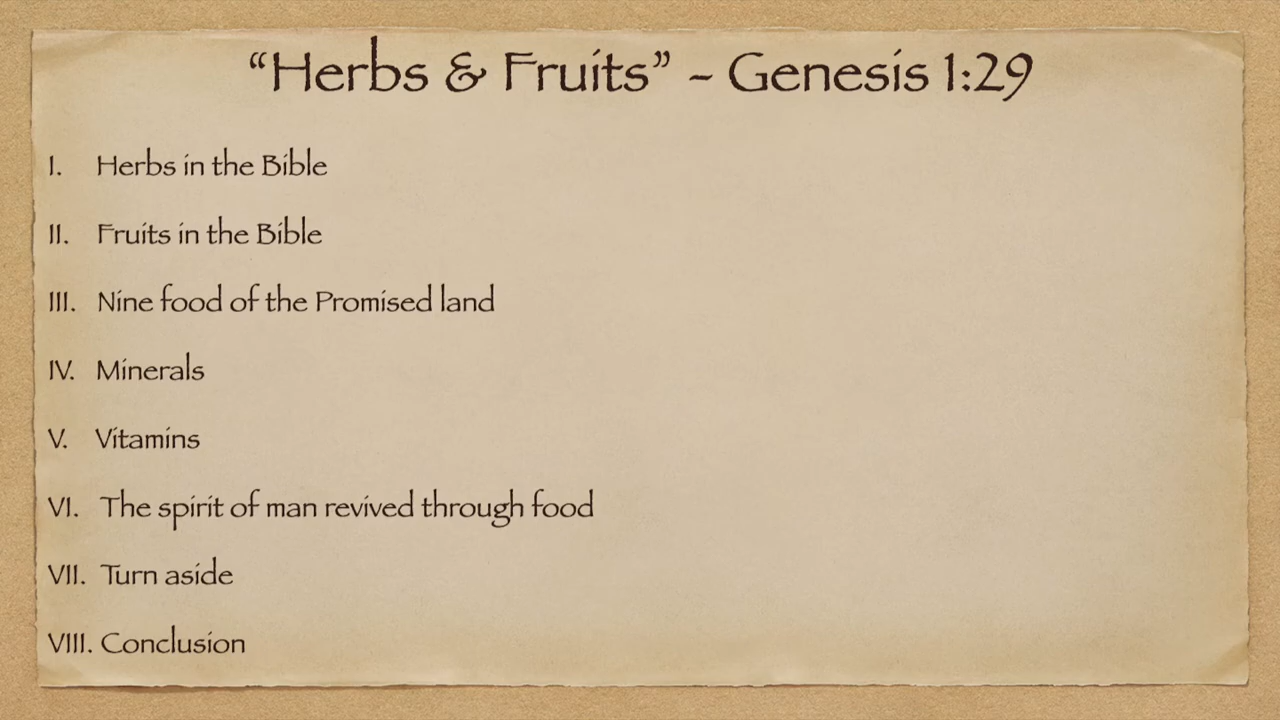 “Herbs & Fruits” - Genesis 1:29
I. Herbs in the Bible
II. Fruits in the Bible
III. Nine food of the Promised land
IV. Minerals
V. Vitamins
VI. The spirit of man revived through food
VII. Turn aside
VIII. Conclusion